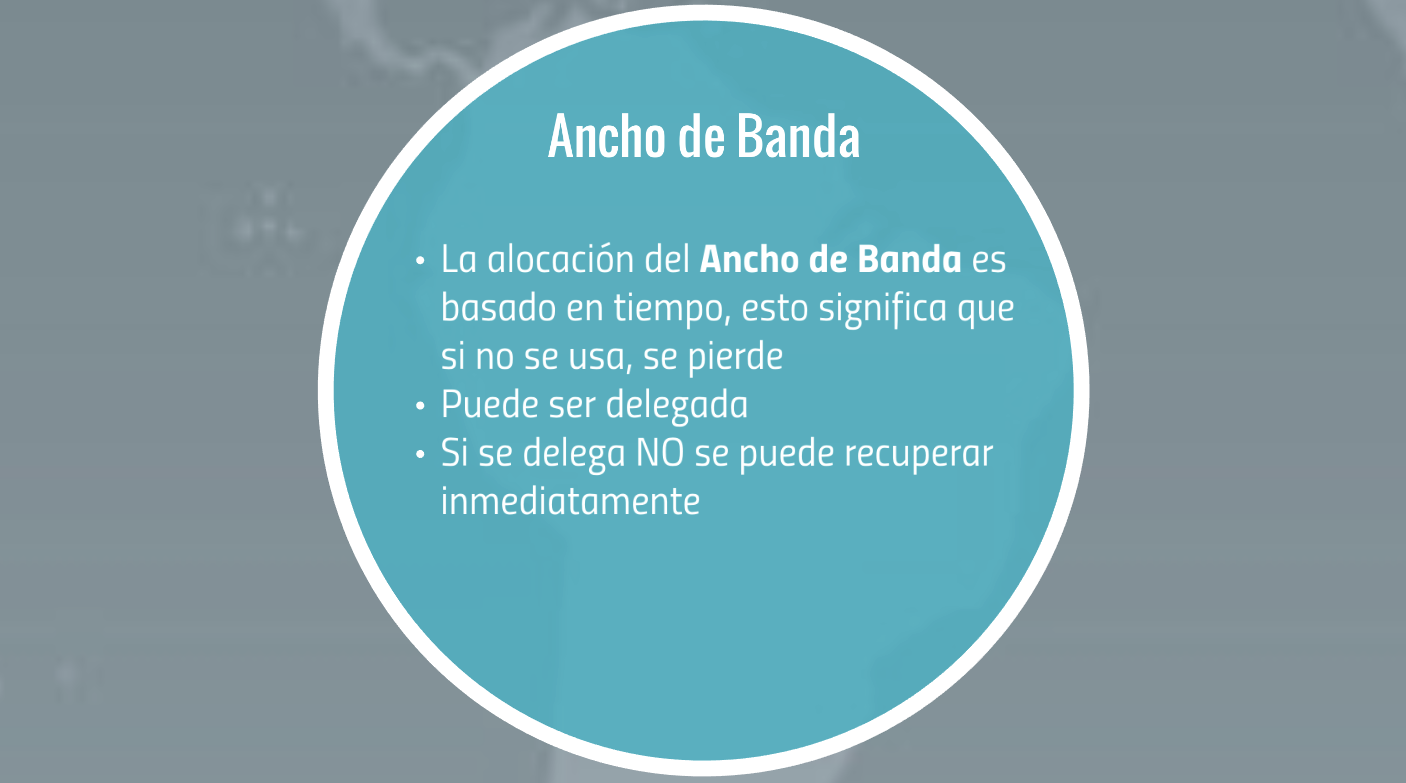 Ancho de Banda
• La alocación del Ancho de Banda es
basado en tiempo, esto significa que
si no se usa, se pierde
• Puede ser delegada
• Si se delega NO se puede recuperar
inmediatamente